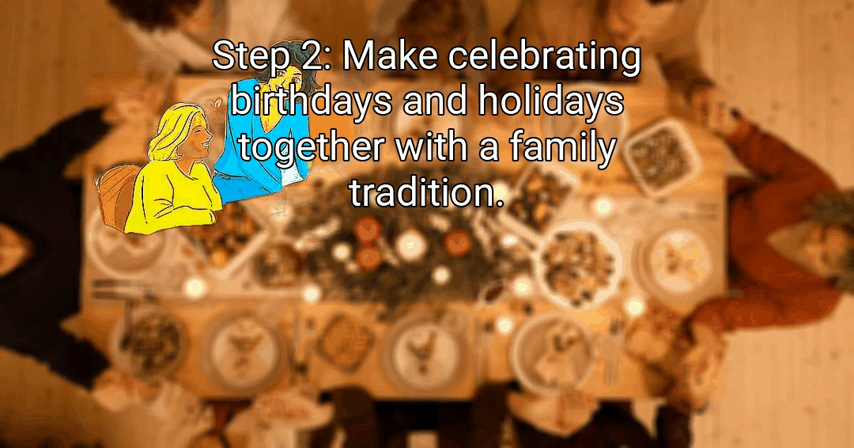 Step 2: Make celebrating
birthdays and holidays
together with a family
tradition.